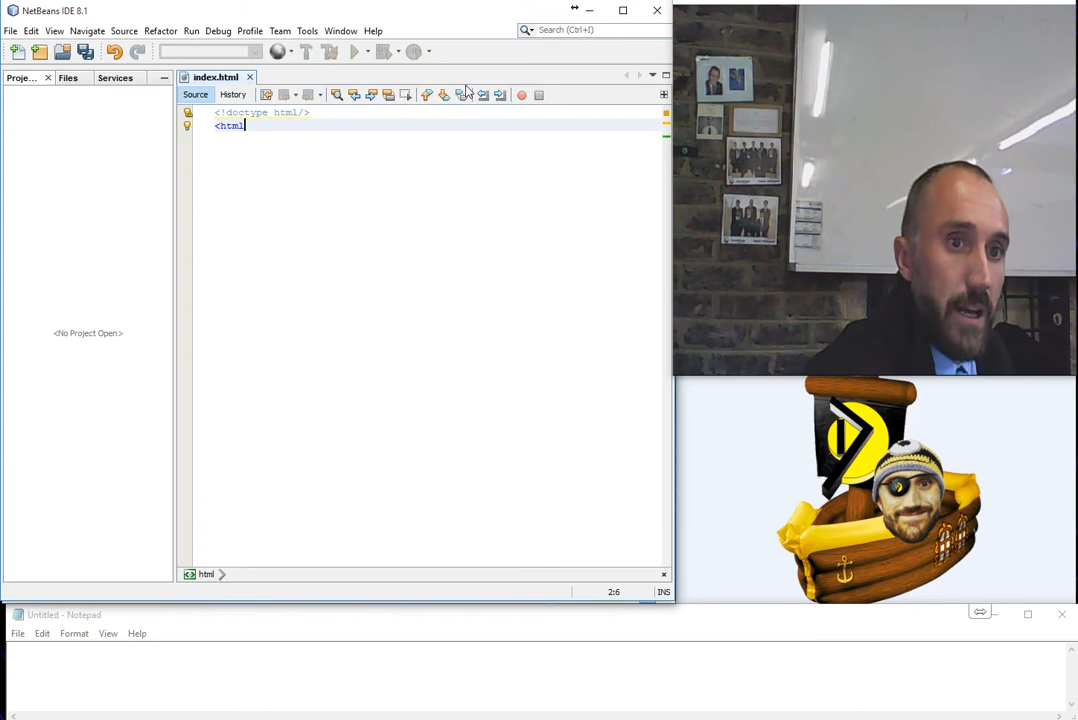 NetBeans IDE 8.1
File Edit View Navigate Source Refactor Run Debug Profile Team Tools Window Help
Search (Ctrl+I)
Proje... Files Services
index.html
Source History
<!doctype html/>
<html
<No Project Open>
html
2:6 INS
Untitled - Notepad
File Edit Format View Help